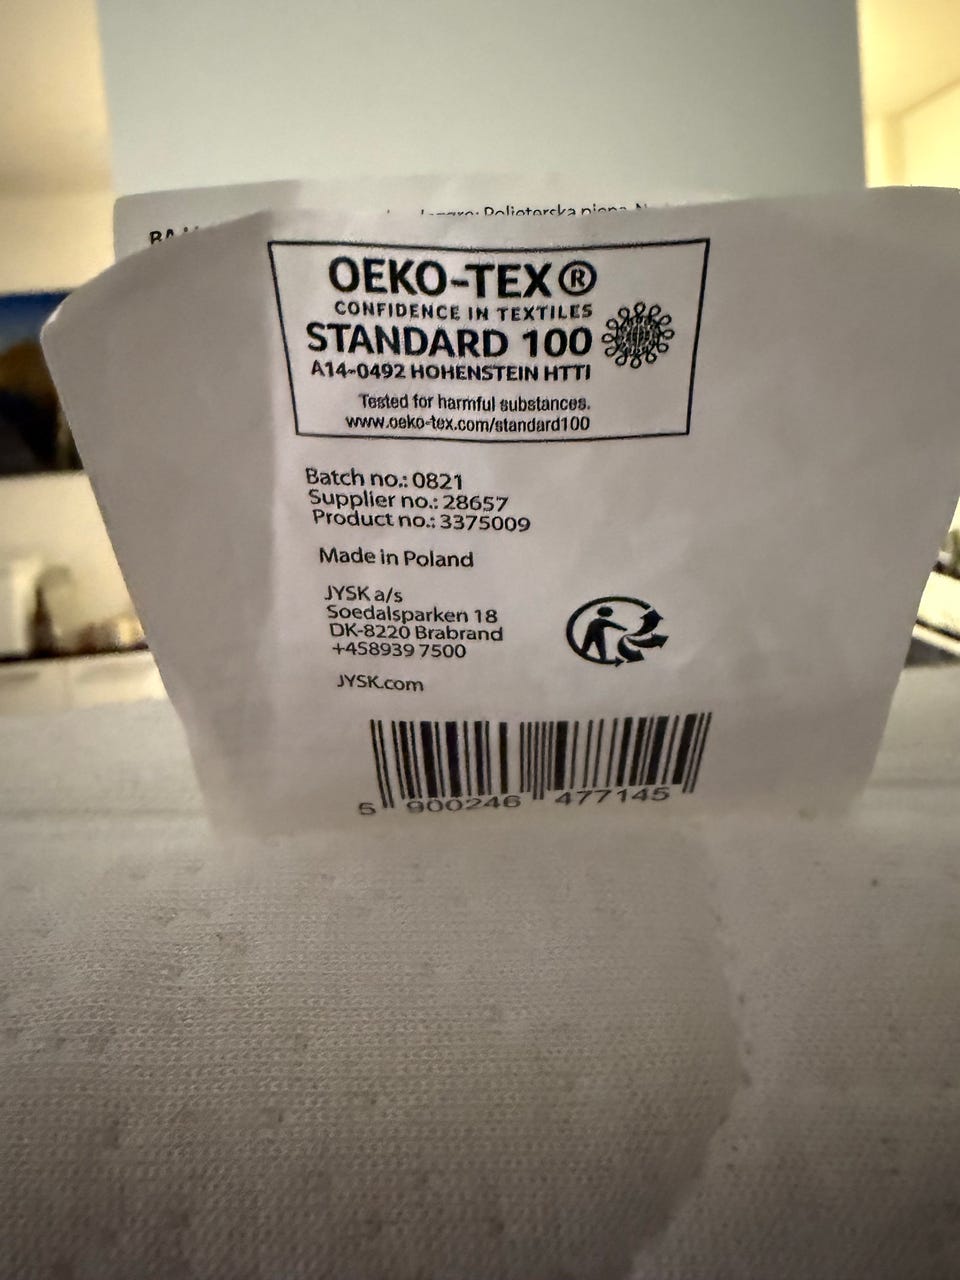 Polieterska pjena
OEKO-TEX®
CONFIDENCE IN TEXTILES
STANDARD 100
A14-0492 HOHENSTEIN HTTI
Tested for harmful substances.
www.oeko-tex.com/standard100
Batch no.: 0821
Supplier no.: 28657
Product no.: 3375009
Made in Poland
JYSK a/s
Soedalsparken 18
DK-8220 Brabrand
+458939 7500
JYSK.com
5 900246 477145